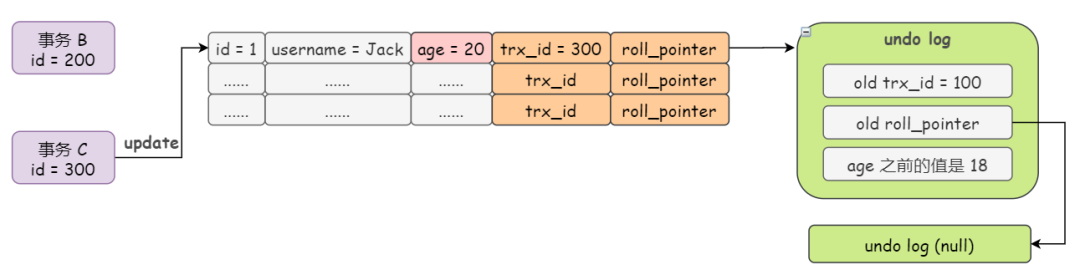 事务 B
id = 200
事务 C
id = 300
update
id = 1 username = Jack age = 20 trx_id = 300 roll_pointer
...... ...... ...... trx_id roll_pointer
...... ...... ...... trx_id roll_pointer
undo log
old trx_id = 100
old roll_pointer
age 之前的值是 18
undo log (null)